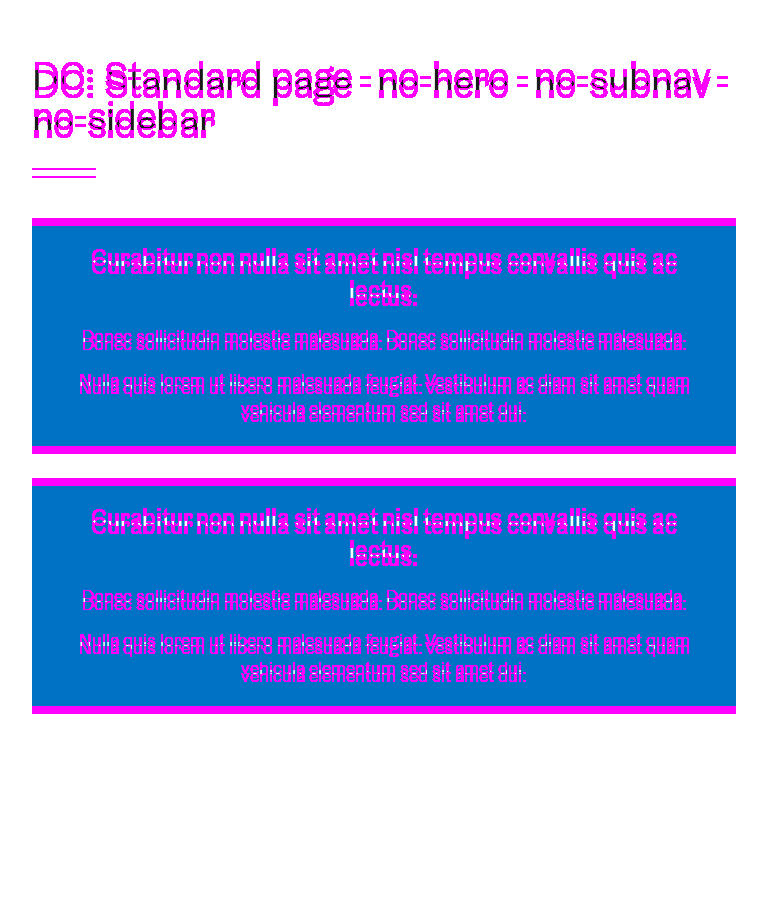 DO: Standard page - no-hero - no-subnav -
no-sidebar
Curabitur non nulla sit amet nisl tempus convallis quis ac
lectus.
Donec sollicitudin molestie malesuada. Donec sollicitudin molestie malesuada.
Nulla quis lorem ut libero malesuada feugiat. Vestibulum ac diam sit amet quam
vehicula elementum sed sit amet dui.
Curabitur non nulla sit amet nisl tempus convallis quis ac
lectus.
Donec sollicitudin molestie malesuada. Donec sollicitudin molestie malesuada.
Nulla quis lorem ut libero malesuada feugiat. Vestibulum ac diam sit amet quam
vehicula elementum sed sit amet dui.